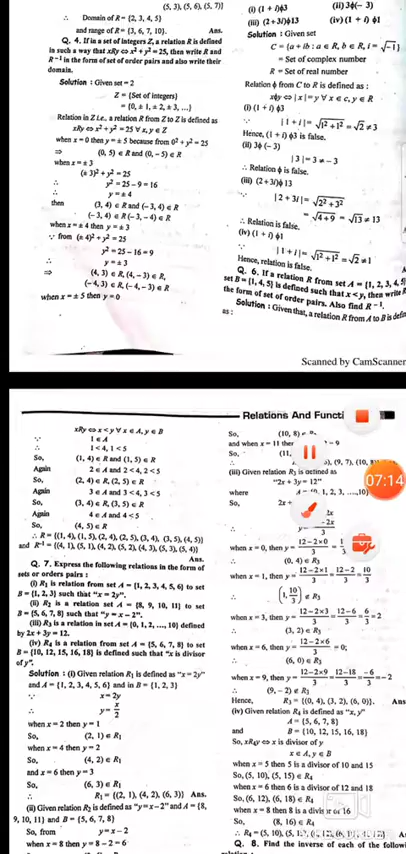 (5, 3), (5, 6), (5, 7)}
∴ Domain of R= {2, 3, 4, 5}
and range of R= {3, 6, 7, 10}. Ans.
Q. 4. If in a set of integers Z, a relation R is defined
in such a way that xRy ⇔ x² + y² = 25, then write R and
R⁻¹ in the form of set of order pairs and also write their
domain.
Solution : Given set = 2
Z = {Set of integers}
= {0, ± 1, ± 2, ± 3, ...}
Relation in Z i.e., a relation R from Z to Z is defined as
xRy ⇔ x² + y² = 25 ∀ x, y ∈ Z
when x = 0 then y = ± 5 because from 0² + y² = 25
⇒ (0, 5) ∈ R and (0, – 5) ∈ R
when x = ± 3
(± 3)² + y² = 25
∴ y² = 25 – 9 = 16
∴ y = ± 4
then (3, 4) ∈ R and (– 3, 4) ∈ R
(– 3, 4) ∈ R (– 3, – 4) ∈ R
when x = ± 4 then y = ± 3
∵ from (± 4)² + y² = 25
y² = 25 – 16 = 9
∴ y = ± 3
⇒ (4, 3) ∈ R, (4, – 3) ∈ R,
(– 4, 3) ∈ R, (– 4, – 3) ∈ R
when x = ± 5 then y = 0
(i) (1 + i) ϕ3 (ii) 3ϕ (– 3)
(iii) (2 + 3i) ϕ13 (iv) (1 + i) ϕ1
Solution : Given set
C = {a + ib : a ∈ R, b ∈ R, i = √–1}
= Set of complex number
R = Set of real number
Relation ϕ from C to R is defined as :
xϕy ⇔ |x| = y ∀ x ∈ c, y ∈ R
(i) (1 + i) ϕ3
∵ |1 + i| = √1² + 1² = √2 ≠ 3
Hence, (1 + i) ϕ3 is false.
(ii) 3ϕ (– 3)
|3| = 3 ≠ – 3
∴ Relation ϕ is false.
(iii) (2 + 3i) ϕ 13
|2 + 3i| = √2² + 3²
= √4 + 9 = √13 ≠ 13
∴ Relation is false.
(iv) (1 + i) ϕ1
∵ |1 + i| = √1² + 1² = √2 ≠ 1
Hence, relation is false.
Q. 6. If a relation R from set A = {1, 2, 3, 4, 5}
set B = {1, 4, 5} is defined such that x < y, then write R
the form of set of order pairs. Also find R⁻¹.
Solution : Given that, a relation R from A to B is defin
as :
Scanned by CamScanner
Relations And Functi
xRy ⇔ x < y ∀ x ∈ A, y ∈ B
∵ 1 ∈ A
∴ 1 < 4, 1 < 5
So, (1, 4) ∈ R and (1, 5) ∈ R
Again 2 ∈ A and 2 < 4, 2 < 5
So, (2, 4) ∈ R, (2, 5) ∈ R
Again 3 ∈ A and 3 < 4, 3 < 5
So, (3, 4) ∈ R, (3, 5) ∈ R
Again 4 ∈ A and 4 < 5
So, (4, 5) ∈ R
∴ R = {(1, 4), (1, 5), (2, 4), (2, 5), (3, 4), (3, 5), (4, 5)}
and R⁻¹ = {(4, 1), (5, 1), (4, 2), (5, 2), (4, 3), (5, 3), (5, 4)}
Ans.
Q. 7. Express the following relations in the form of
sets or orders pairs :
(i) R₁ is relation from set A = {1, 2, 3, 4, 5, 6} to set
B = {1, 2, 3} such that “x = 2y”.
(ii) R₂ is a relation set A = {8, 9, 10, 11} to set
B = {5, 6, 7, 8} such that “y = x – 2”.
(iii) R₃ is a relation in set A = {0, 1, 2, ..., 10} defined
by 2x + 3y = 12.
(iv) R₄ is a relation from set A = {5, 6, 7, 8} to set
B = {10, 12, 15, 16, 18} is defined such that “x is divisor
of y”.
Solution : (i) Given relation R₁ is defined as “x = 2y”
and A = {1, 2, 3, 4, 5, 6} and in B = {1, 2, 3}
∵ x = 2y
∴ y = x/2
when x = 2 then y = 1
So, (2, 1) ∈ R₁
when x = 4 then y = 2
So, (4, 2) ∈ R₁
and x = 6 then y = 3
So, (6, 3) ∈ R₁
∴ R₁ = {(2, 1), (4, 2), (6, 3)} Ans.
(ii) Given relation R₂ is defined as “y = x – 2” and A = {8,
9, 10, 11} and B = {5, 6, 7, 8}
So, from y = x – 2
when x = 8 then y = 8 – 2 = 6
So, (10, 8)
and when x = 11 then = 9
So, (11,
(9, 7), (10,
07:14
(iii) Given relation R₃ is defined as
“2x + 3y = 12”
where 1, 2, 3, ...,10}
So, 2x +
when x = 0, then y = 12 – 2×0/3 =
∴ (0, 4) ∈ R₃
when x = 1, then y = 12 – 2×1/3 = 12 – 2/3 = 10/3
∴ (1, 10/3) ∉ R₃
when x = 3, then y = 12 – 2×3/3 = 12 – 6/3 = 6/3 = 2
∴ (3, 2) ∈ R₃
when x = 6, then y = 12 – 2×6/3 = 0;
∴ (6, 0) ∈ R₃
when x = 9, then y = 12 – 2×9/3 = 12 – 18/3 = –6/3 = – 2
∴ (9, – 2) ∉ R₃
Hence, R₃ = {(0, 4), (3, 2), (6, 0)}. Ans
(iv) Given relation R₄ is defined as “x, y”
A = {5, 6, 7, 8}
and B = {10, 12, 15, 16, 18}
So, xR₄y ⇔ x is divisor of y
x ∈ A, y ∈ B
when x = 5 then 5 is a divisor of 10 and 15
So, (5, 10), (5, 15) ∈ R₄
when x = 6 then 6 is a divisor of 12 and 18
So, (6, 12), (6, 18) ∈ R₄
when x = 8 then 8 is a divisor of 16
So, (8, 16) ∈ R₄
∴ R₄ = (5, 10), (5,
Q. 8. Find the inverse of each of the follow